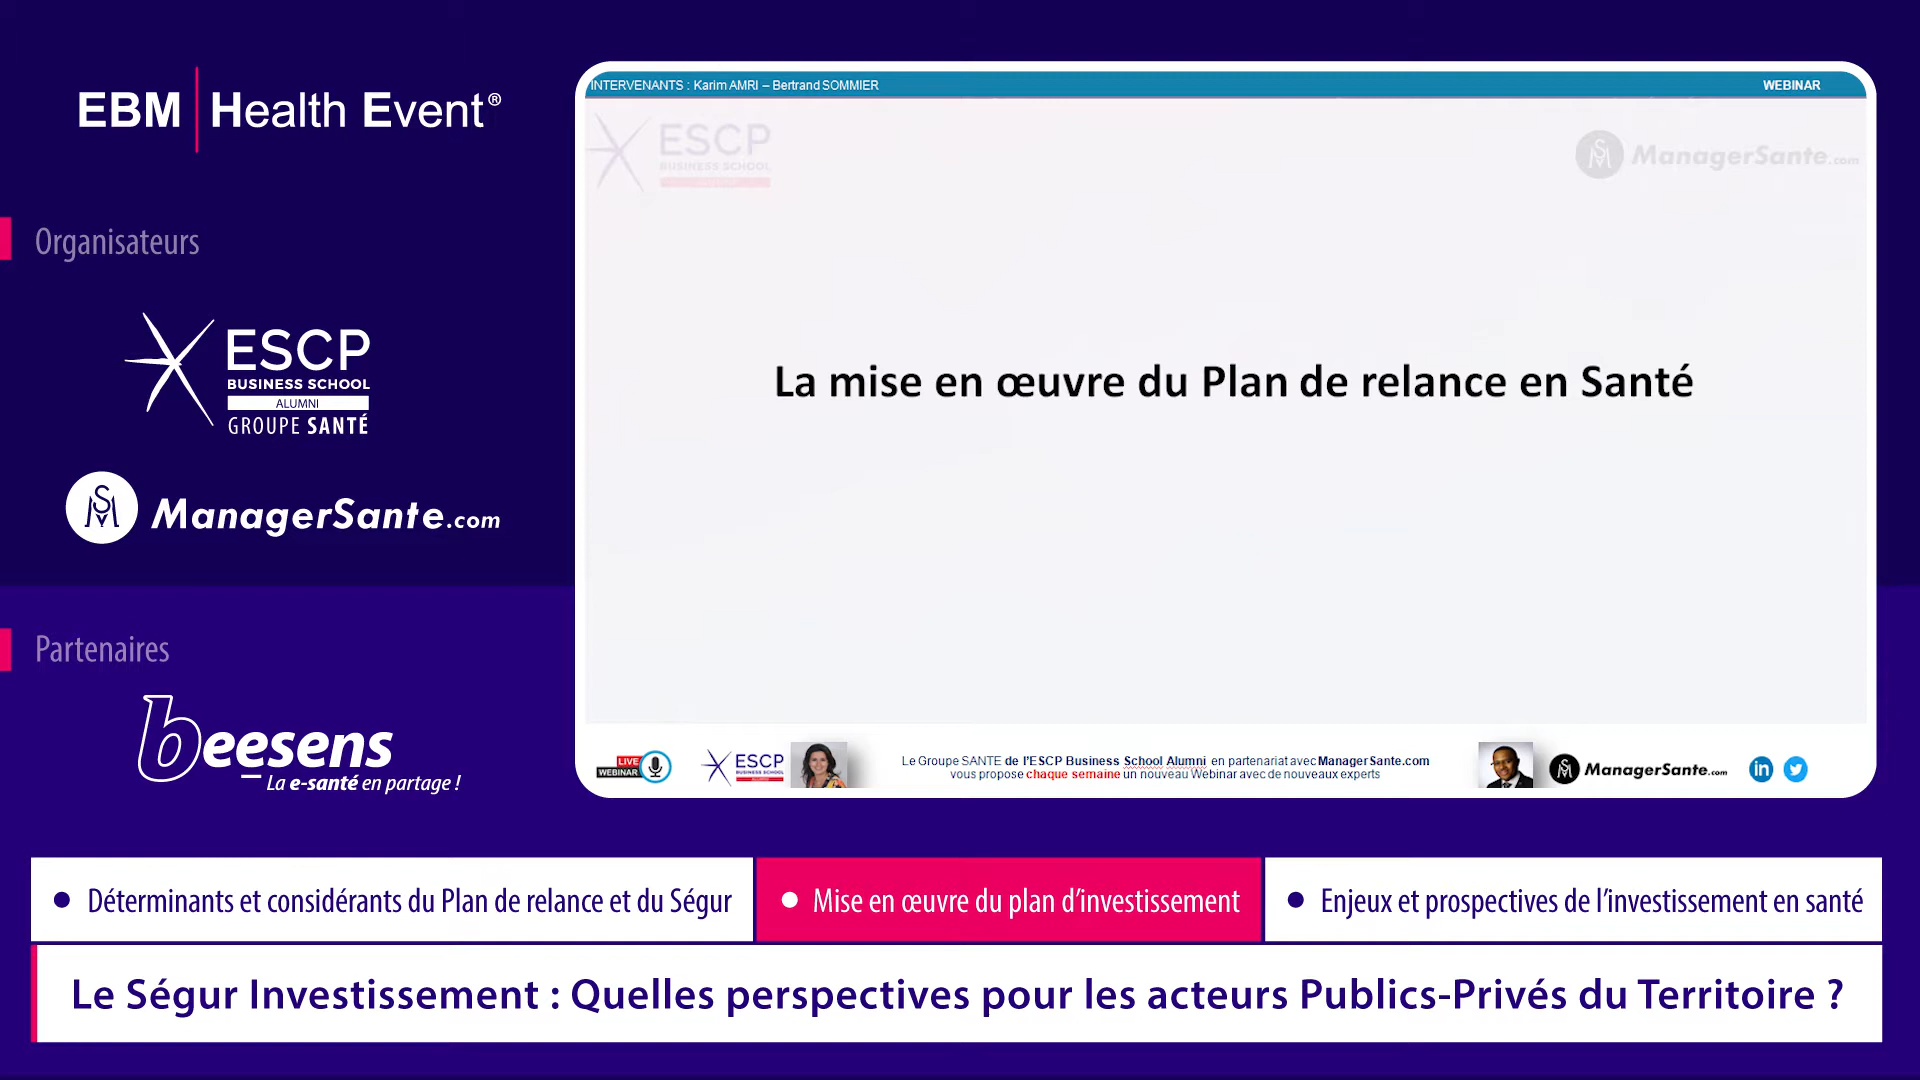 EBM Health Event®
Organisateurs
ESCP
BUSINESS SCHOOL
ALUMNI
GROUPE SANTÉ
ManagerSante.com
Partenaires
beesens
La e-santé en partage !
INTERVENANTS : Karim AMRI – Bertrand SOMMIER
WEBINAR
ESCP
BUSINESS SCHOOL
ManagerSante.com
La mise en œuvre du Plan de relance en Santé
LIVE
WEBINAR
ESCP
BUSINESS SCHOOL
Le Groupe SANTE de l'ESCP Business School Alumni en partenariat avec ManagerSante.com
vous propose chaque semaine un nouveau Webinar avec de nouveaux experts
ManagerSante.com
in
• Déterminants et considérants du Plan de relance et du Ségur
• Mise en œuvre du plan d’investissement
• Enjeux et prospectives de l’investissement en santé
Le Ségur Investissement : Quelles perspectives pour les acteurs Publics-Privés du Territoire ?